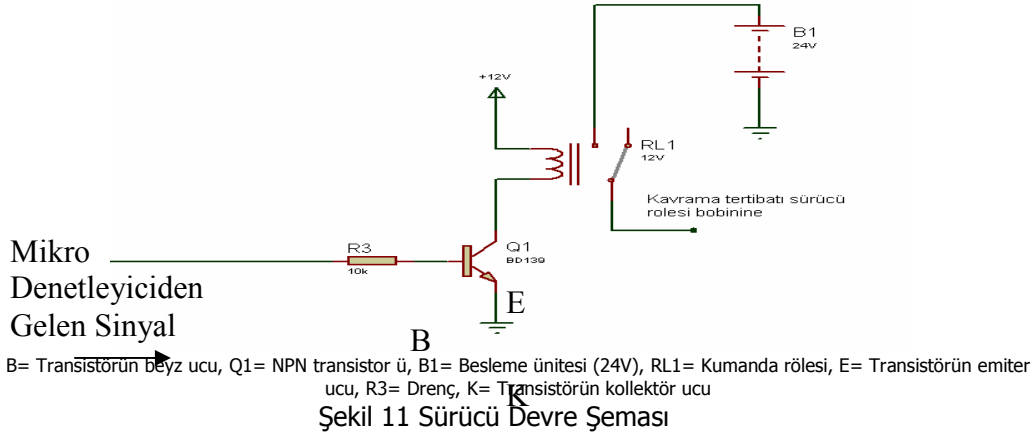 B1
24V
+12V
RL1
12V
Kavrama tertibatı sürücü
rolesi bobinine
Mikro
Denetleyiciden
Gelen Sinyal
R3
10k
Q1
BD139
E
B
B= Transistörün beyz ucu, Q1= NPN transistor ü, B1= Besleme ünitesi (24V), RL1= Kumanda rölesi, E= Transistörün emiter
ucu, R3= Drenç, K= Transistörün kollektör ucu
K
Şekil 11 Sürücü Devre Şeması